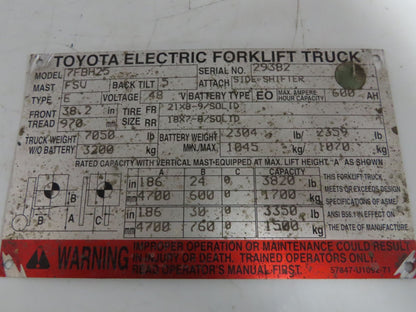 TOYOTA ELECTRIC FORKLIFT TRUCK
MODEL 7FBH25 SERIAL NO. 29382
MAST FSV BACK TILT 5 ATTACH SIDE-SHIFTER
TYPE E VOLTAGE 48 V BATTERY TYPE EO MAX. AMPERE-HOUR CAPACITY 600 AH
FRONT TREAD 38.2 in TIRE SIZE FR 21X8-9/SOLID
970 mm RR 18X7-8/SOLID
TRUCK WEIGHT W/O BATTERY 7050 lb BATTERY WEIGHT MIN./MAX. 2304 lb 2359 lb
3200 kg 1045 kg 1070 kg
RATED CAPACITY WITH VERTICAL MAST EQUIPPED AT MAX. LIFT HEIGHT, "A" AS SHOWN
A B C CAPACITY
in 186 24 0 3820 lb
mm 4700 600 0 1700 kg
in 186 30 0 3350 lb
mm 4700 760 0 1500 kg
THIS FORKLIFT TRUCK
MEETS OR EXCEEDS DESIGN
SPECIFICATIONS OF ASME
ANSI B56.1 IN EFFECT ON
THE DATE OF MANUFACTURE.
A
B
B
C
WARNING
IMPROPER OPERATION OR MAINTENANCE COULD RESULT
IN INJURY OR DEATH. TRAINED OPERATORS ONLY.
READ OPERATOR'S MANUAL FIRST.
57847-U1092-71